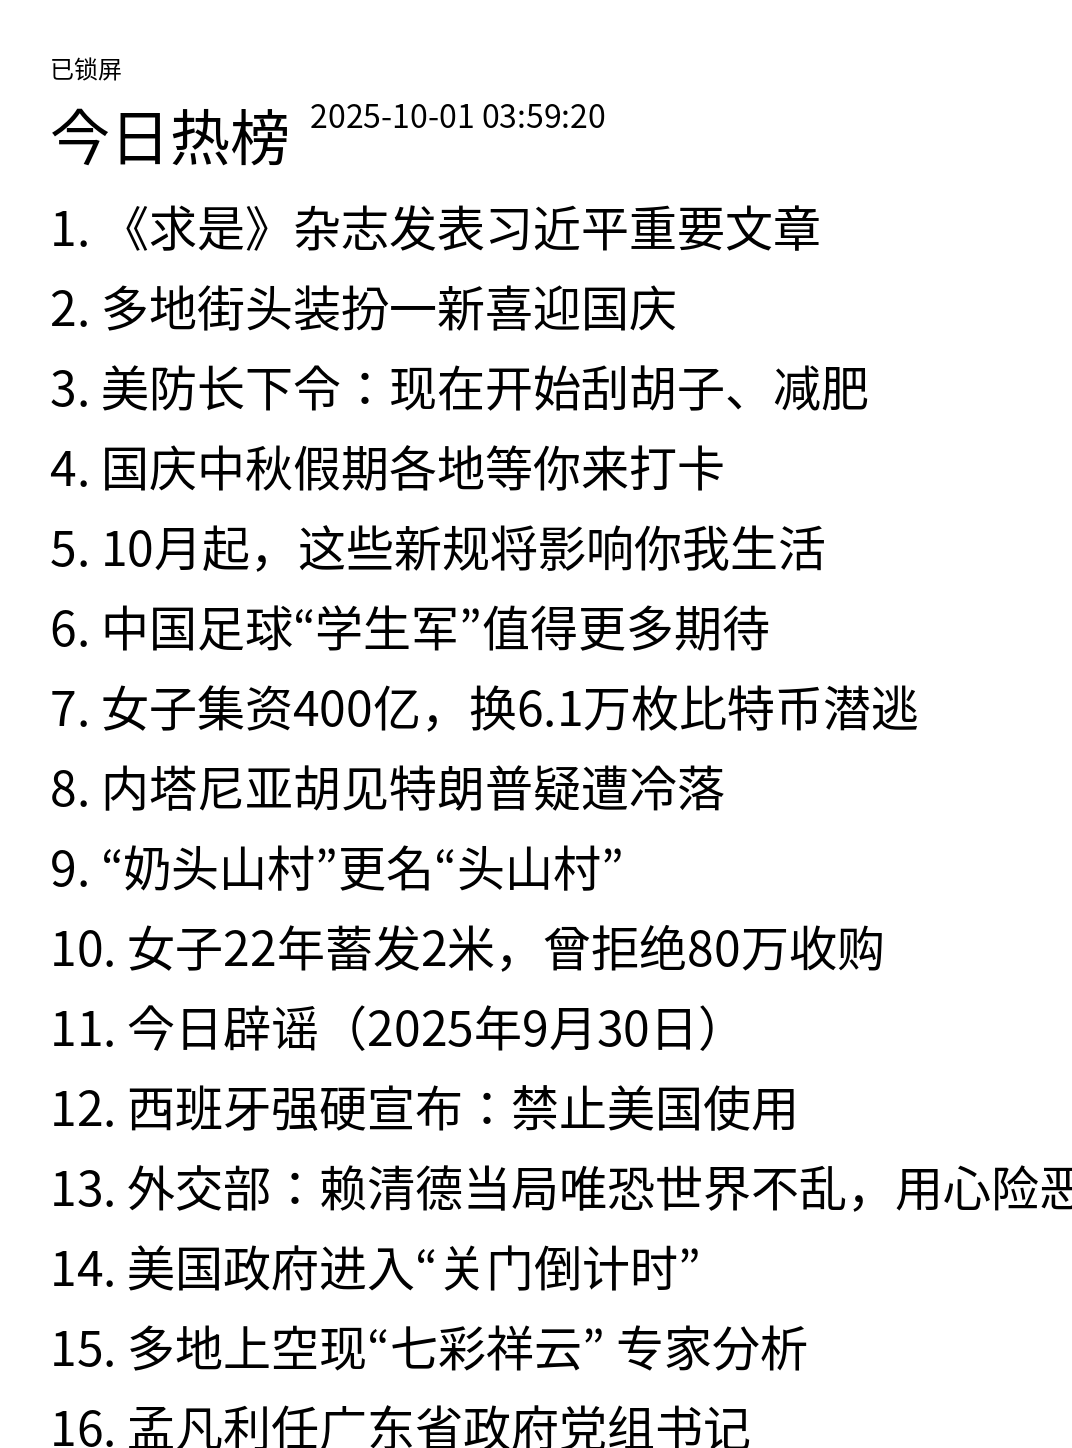 已锁屏
今日热榜 2025-10-01 03:59:20
1. 《求是》杂志发表习近平重要文章
2. 多地街头装扮一新喜迎国庆
3. 美防长下令：现在开始刮胡子、减肥
4. 国庆中秋假期各地等你来打卡
5. 10月起，这些新规将影响你我生活
6. 中国足球“学生军”值得更多期待
7. 女子集资400亿，换6.1万枚比特币潜逃
8. 内塔尼亚胡见特朗普疑遭冷落
9. “奶头山村”更名“头山村”
10. 女子22年蓄发2米，曾拒绝80万收购
11. 今日辟谣（2025年9月30日）
12. 西班牙强硬宣布：禁止美国使用
13. 外交部：赖清德当局唯恐世界不乱，用心险恶
14. 美国政府进入“关门倒计时”
15. 多地上空现“七彩祥云” 专家分析
16. 孟凡利任广东省政府党组书记